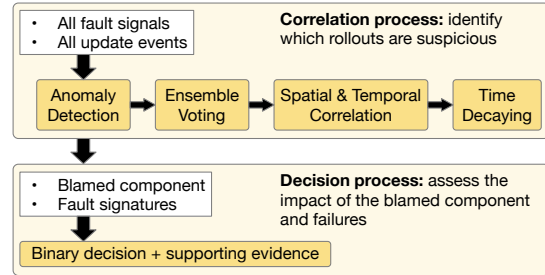 • All fault signals
• All update events
Correlation process: identify
which rollouts are suspicious
Anomaly
Detection
Ensemble
Voting
Spatial & Temporal
Correlation
Time
Decaying
• Blamed component
• Fault signatures
Decision process: assess the
impact of the blamed component
and failures
Binary decision + supporting evidence